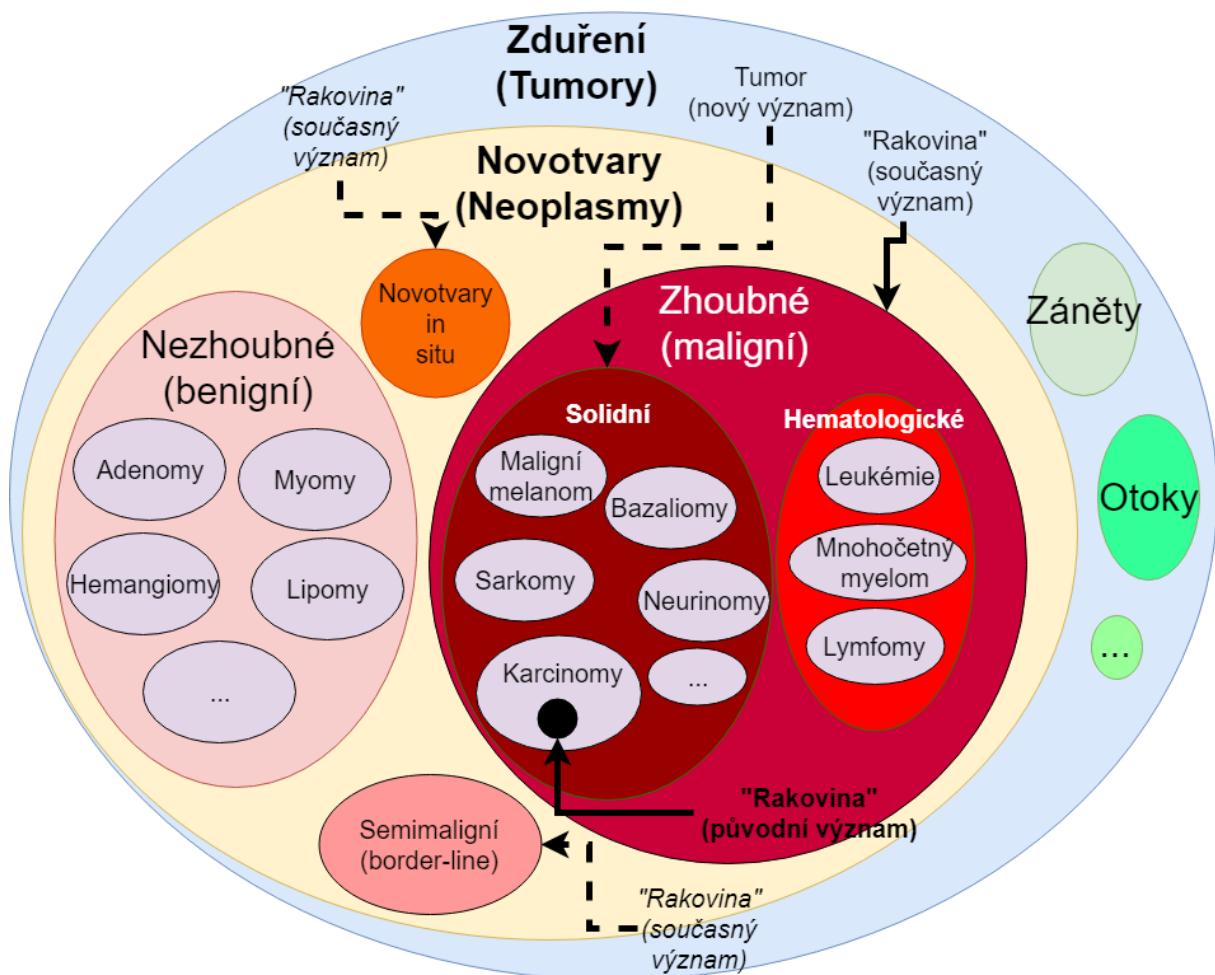 Zduření
(Tumory)
"Rakovina"
(současný
význam)
Tumor
(nový význam)
"Rakovina"
(současný
význam)
Novotvary
(Neoplasmy)
Novotvary
in
situ
Nezhoubné
(benigní)
Zhoubné
(maligní)
Záněty
Otoky
...
Adenomy
Myomy
Hemangiomy
Lipomy
...
Solidní
Maligní
melanom
Bazaliomy
Sarkomy
Neurinomy
Karcinomy
...
Hematologické
Leukémie
Mnohočetný
myelom
Lymfomy
"Rakovina"
(původní význam)
Semimaligní
(border-line)
"Rakovina"
(současný
význam)